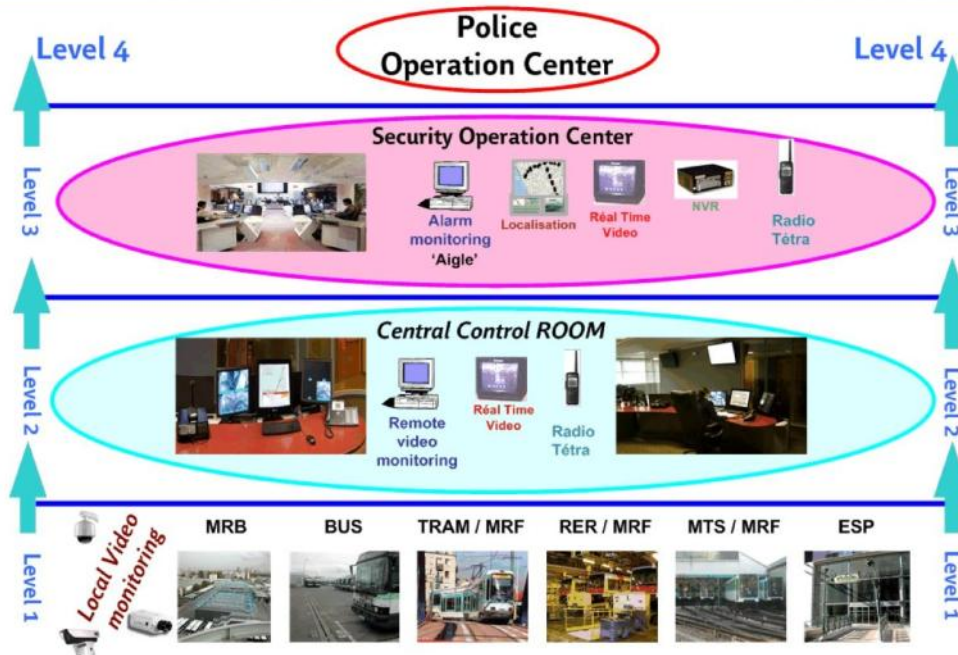 Police
Operation Center
Level 4
Level 4
Security Operation Center
Level 3
Alarm
monitoring
'Aigle'
Localisation
Réal Time
Video
NVR
Radio
Tétra
Level 3
Central Control ROOM
Level 2
Remote
video
monitoring
Réal Time
Video
Radio
Tétra
Level 2
Level 1
Local Video
monitoring
MRB
BUS
TRAM / MRF
RER / MRF
MTS / MRF
ESP
Level 1